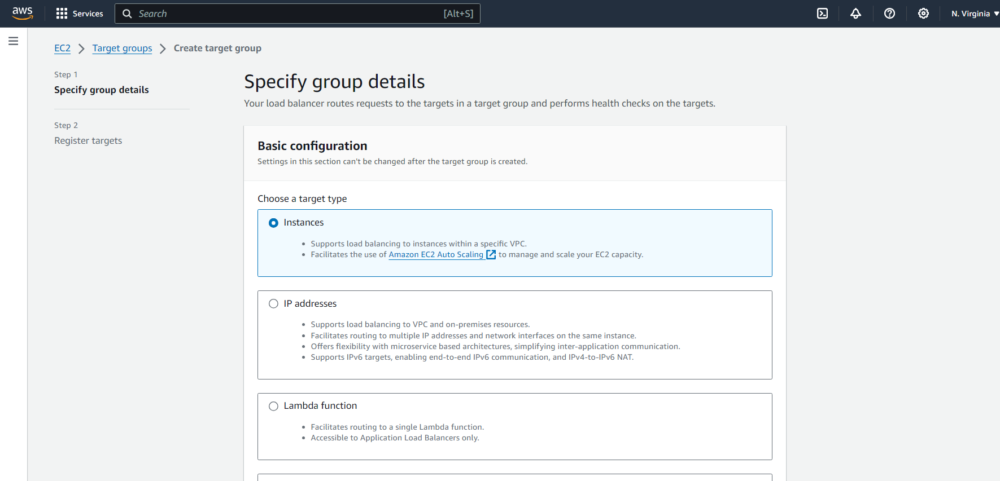 aws Services Search [Alt+S] N. Virginia
EC2 Target groups Create target group
Step 1
Specify group details
Step 2
Register targets
Specify group details
Your load balancer routes requests to the targets in a target group and performs health checks on the targets.
Basic configuration
Settings in this section can't be changed after the target group is created.
Choose a target type
Instances
Supports load balancing to instances within a specific VPC.
Facilitates the use of Amazon EC2 Auto Scaling to manage and scale your EC2 capacity.
IP addresses
Supports load balancing to VPC and on-premises resources.
Facilitates routing to multiple IP addresses and network interfaces on the same instance.
Offers flexibility with microservice based architectures, simplifying inter-application communication.
Supports IPv6 targets, enabling end-to-end IPv6 communication, and IPv4-to-IPv6 NAT.
Lambda function
Facilitates routing to a single Lambda function.
Accessible to Application Load Balancers only.